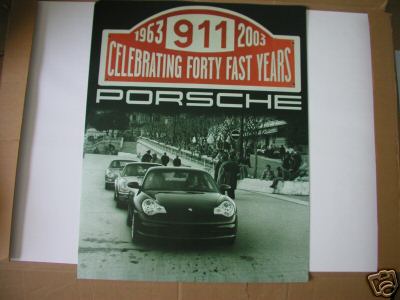 1963 911 2003
CELEBRATING FORTY FAST YEARS
PORSCHE